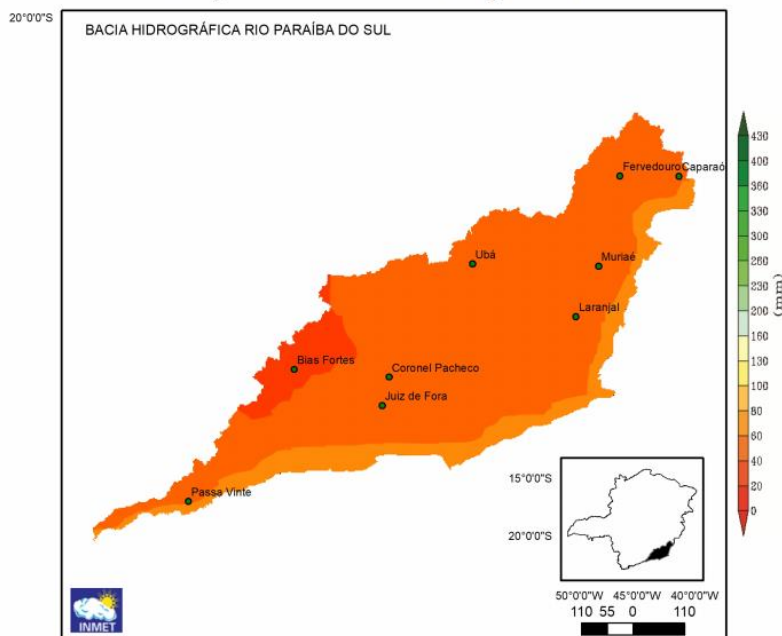 20°0'0"S
BACIA HIDROGRÁFICA RIO PARAÍBA DO SUL
Fervedouro
Caparaó
Ubá
Muriaé
Laranjal
Bias Fortes
Coronel Pacheco
Juiz de Fora
Passa Vinte
430
400
360
330
300
260
230
200
160
130
100
80
60
40
20
0
(mm)
15°0'0"S
20°0'0"S
50°0'0"W 45°0'0"W 40°0'0"W
110 55 0 110
INMET